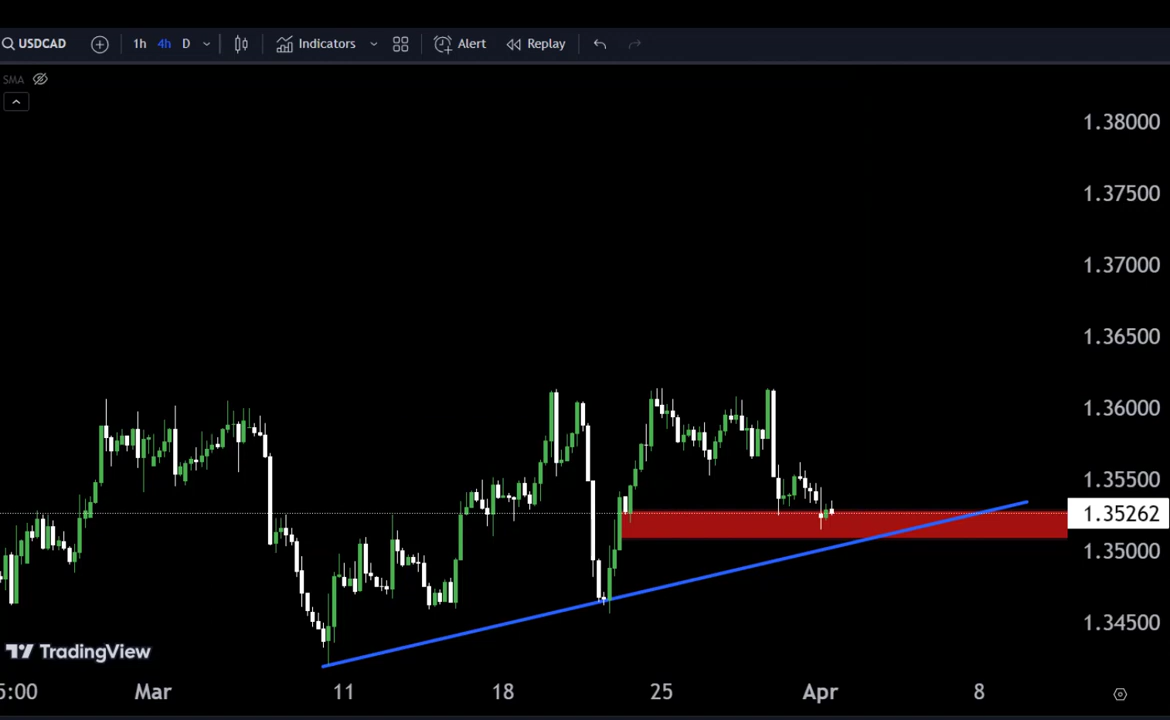 USDCAD 1h 4h D Indicators Alert Replay
SMA
1.38000
1.37500
1.37000
1.36500
1.36000
1.35500
1.35262
1.35000
1.34500
TradingView
5:00 Mar 11 18 25 Apr 8